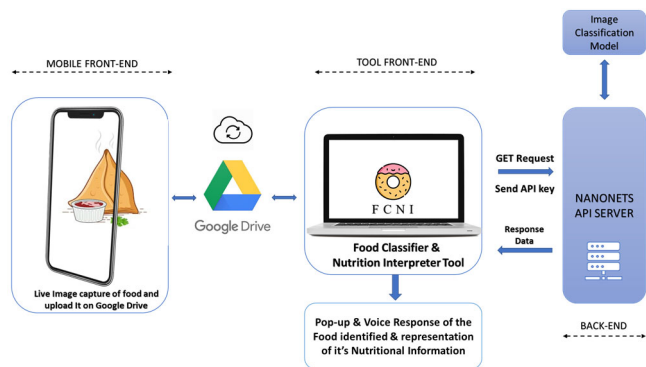 MOBILE FRONT-END
Live Image capture of food and
upload It on Google Drive
Google Drive
TOOL FRONT-END
FCNI
Food Classifier &
Nutrition Interpreter Tool
Pop-up & Voice Response of the
Food identified & representation
of it's Nutritional Information
GET Request
Send API key
Response
Data
Image
Classification
Model
NANONETS
API SERVER
BACK-END